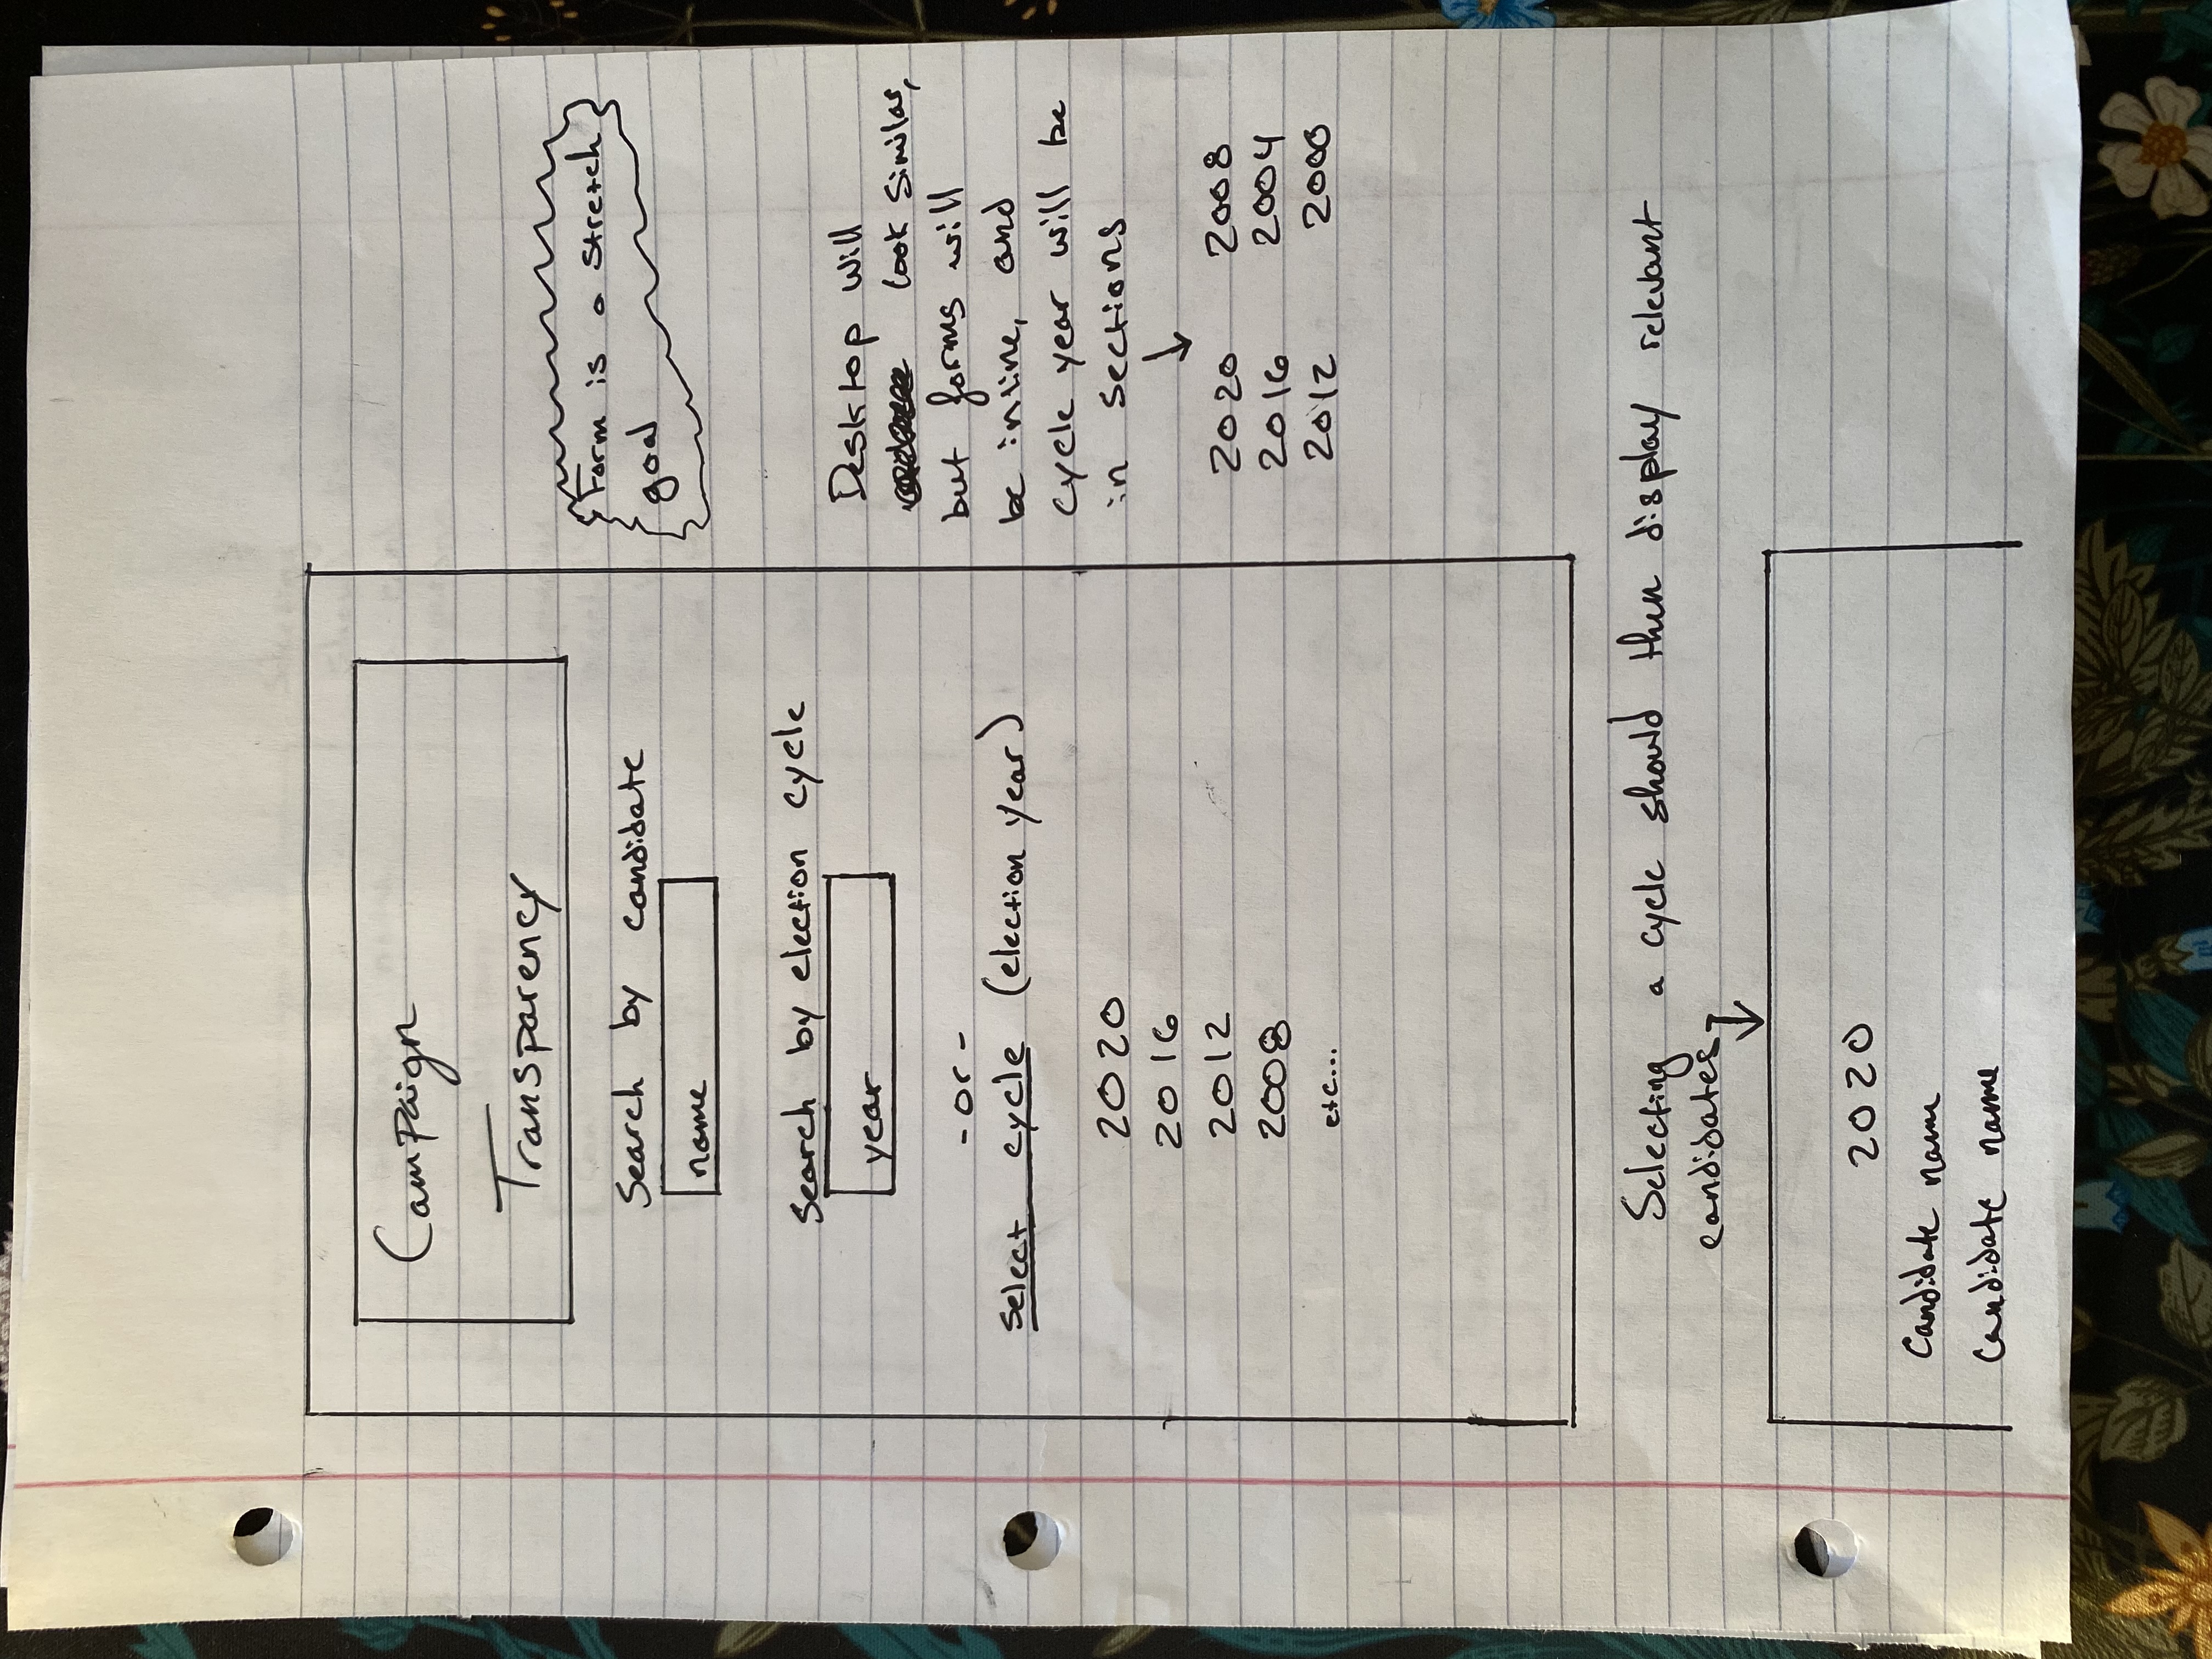 Campaign
Transparency
Search by candidate
name
Search by election cycle
year
- or -
select cycle (election year)
2020
2016
2012
2008
etc...
{Form is a stretch}
{goal
Desktop will
look similar,
but forms will
be inline, and
cycle year will be
in sections
2020 2008
2016 2004
2012 2000
Selecting a cycle should then display relevant
candidates
2020
Candidate name
Candidate name